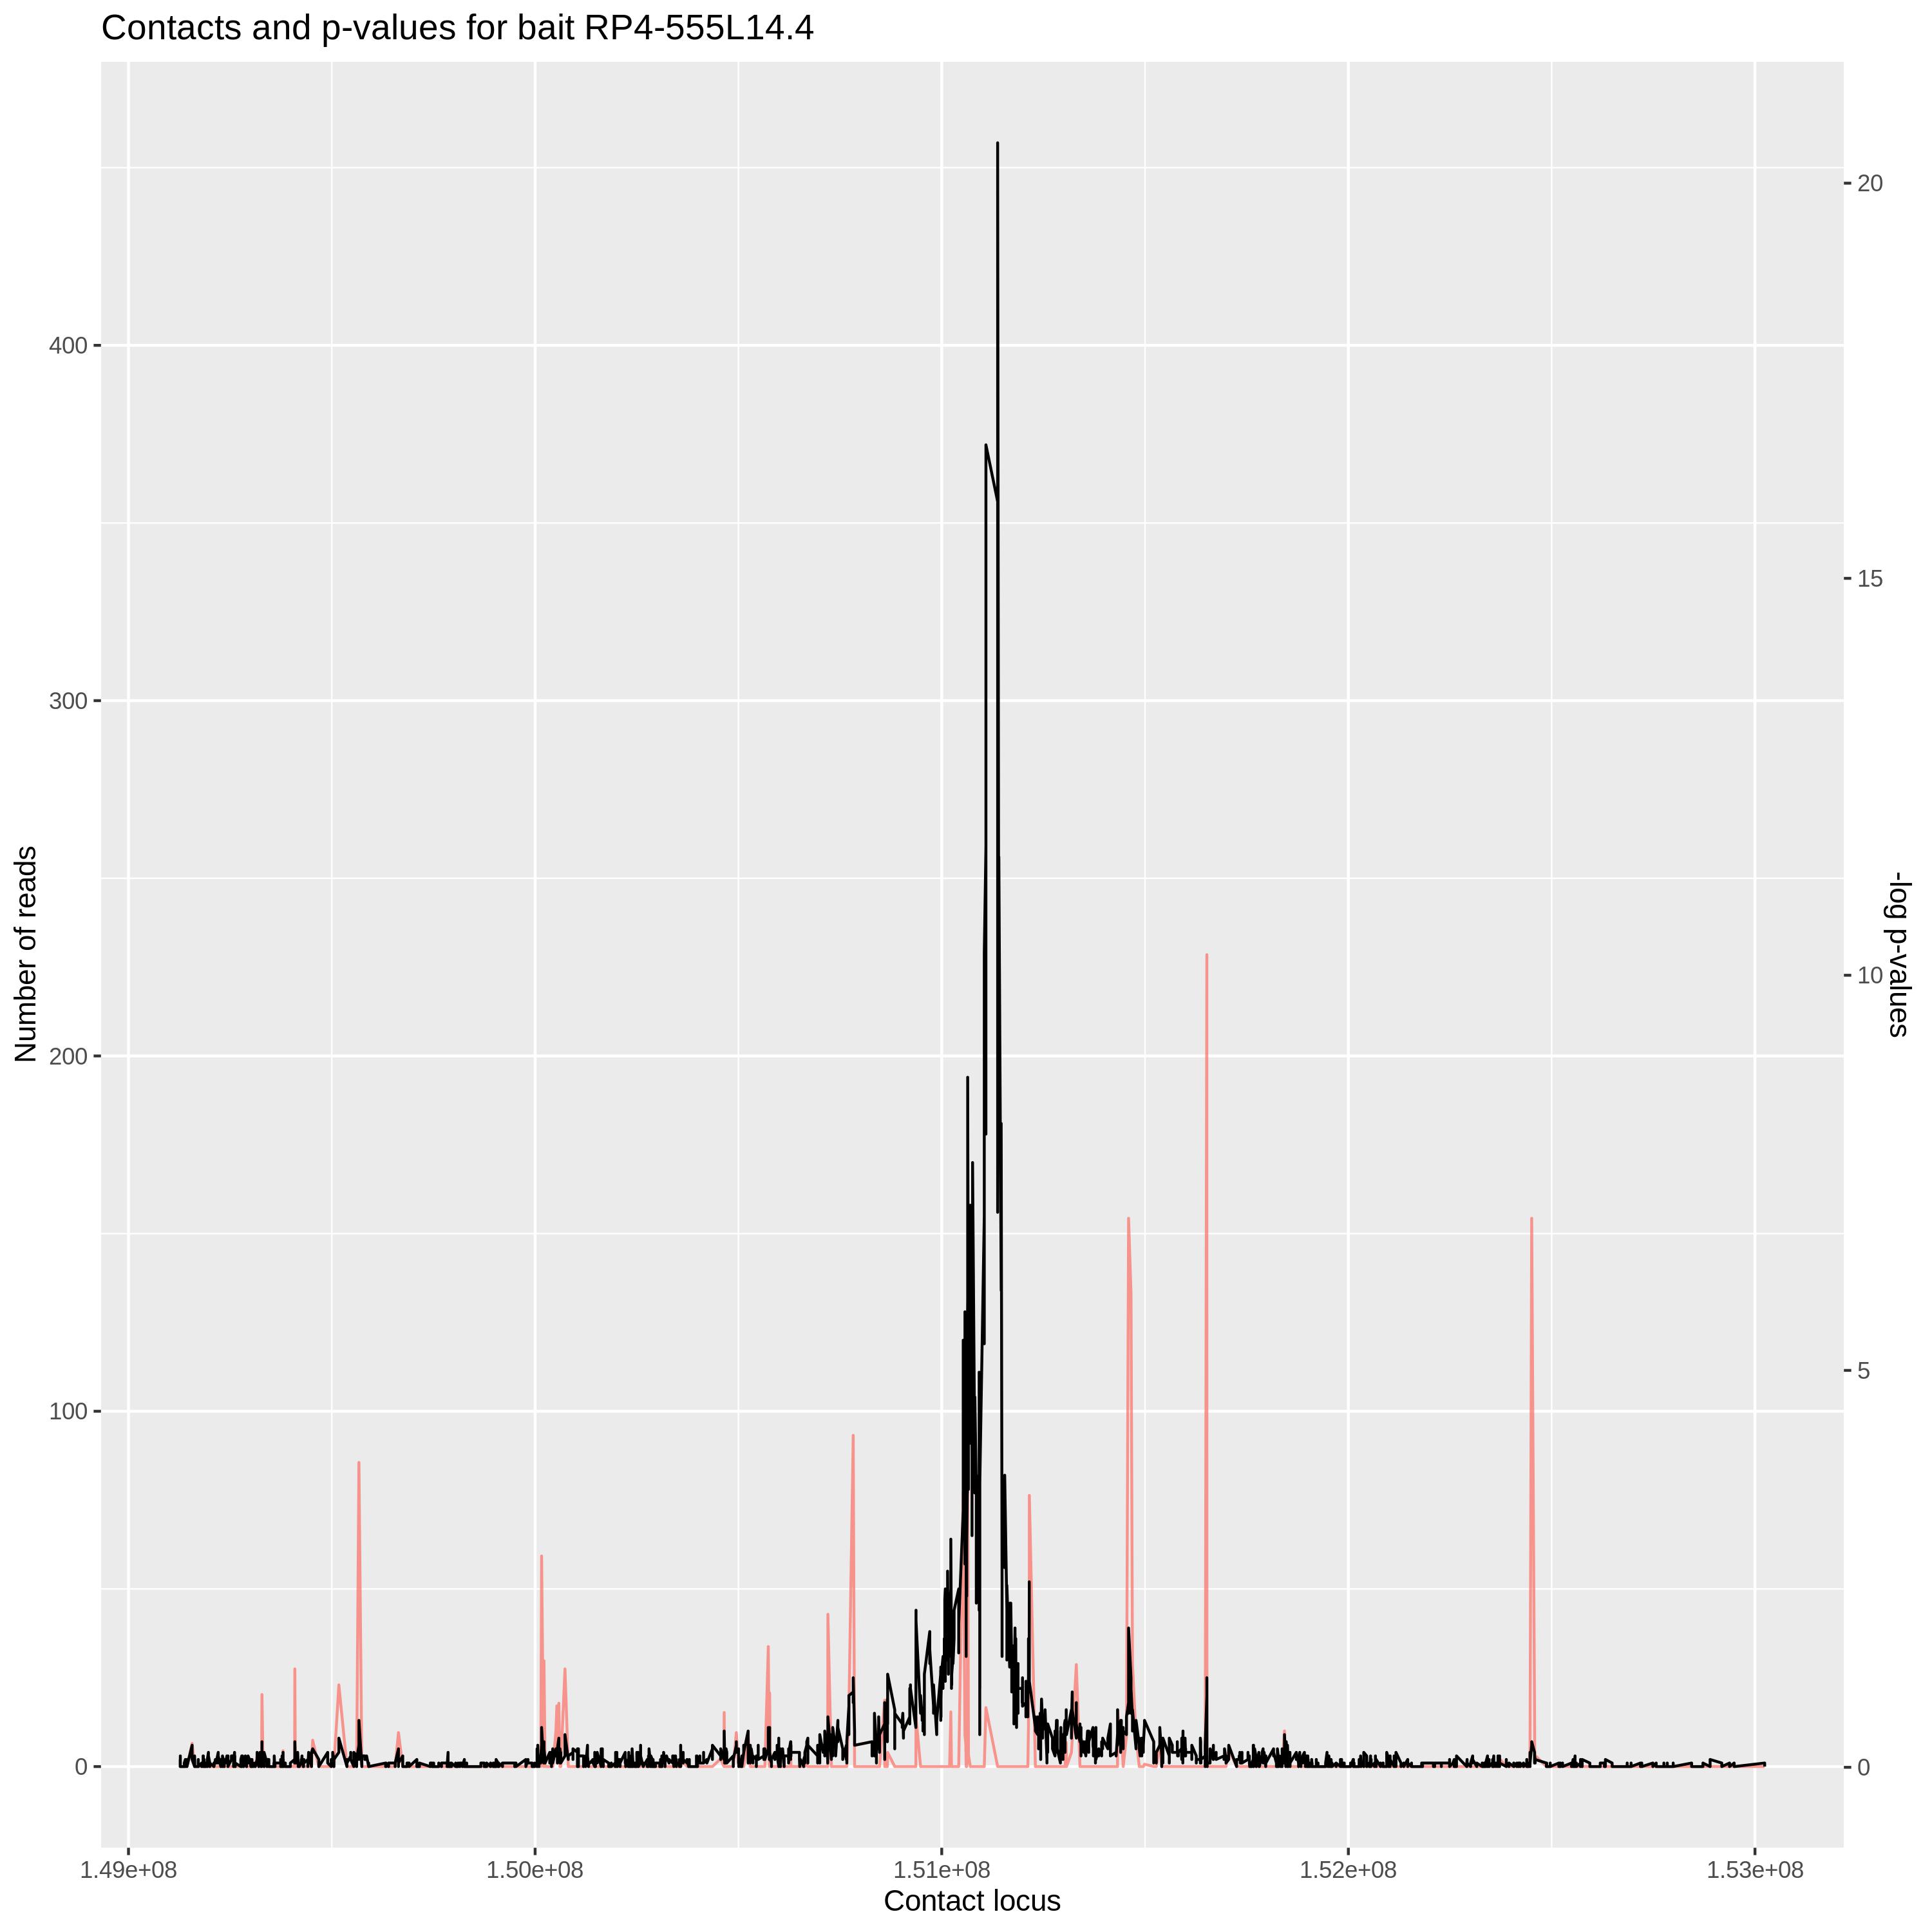 Contacts and p-values for bait RP4-555L14.4
Number of reads
400
300
200
100
0
20
15
10
5
0
-log p-values
1.49e+08 1.50e+08 1.51e+08 1.52e+08 1.53e+08
Contact locus